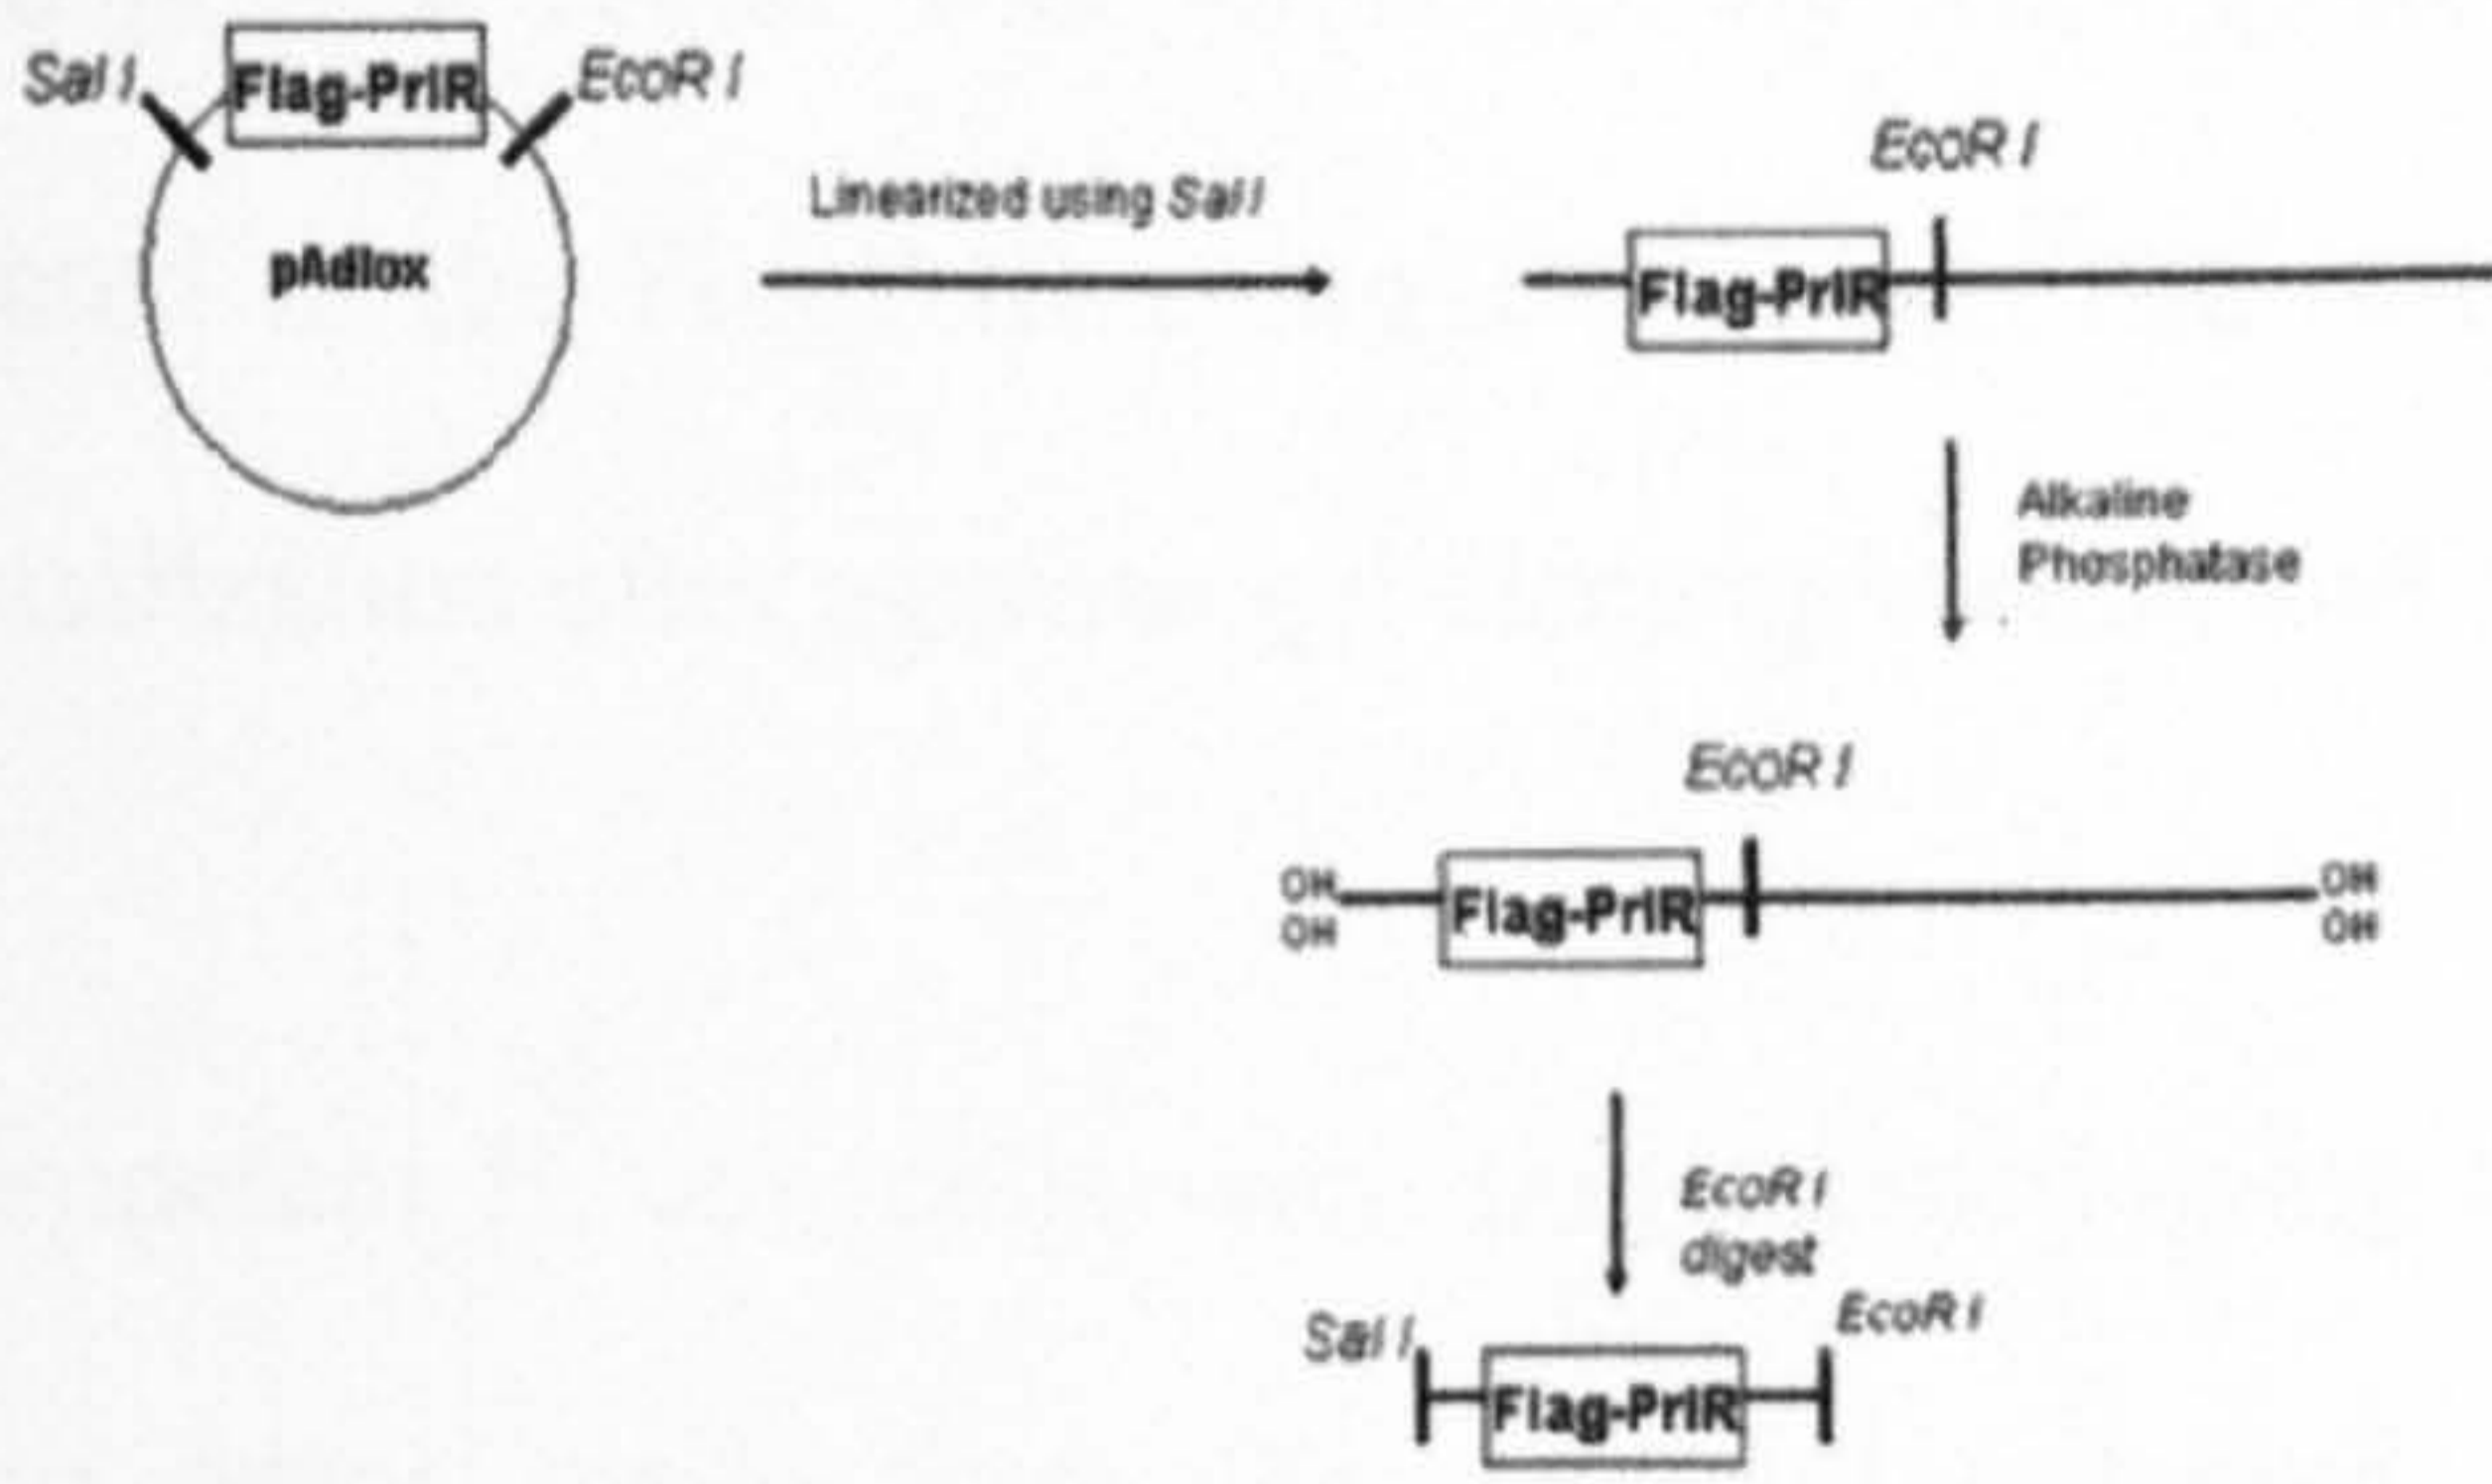 Sal I
Flag-PrlR
EcoR I
pAdlox
Linearized using Sal I
EcoR I
Flag-PrlR
Alkaline
Phosphatase
EcoR I
OH
OH
Flag-PrlR
OH
OH
EcoR I
digest
Sal I
EcoR I
Flag-PrlR